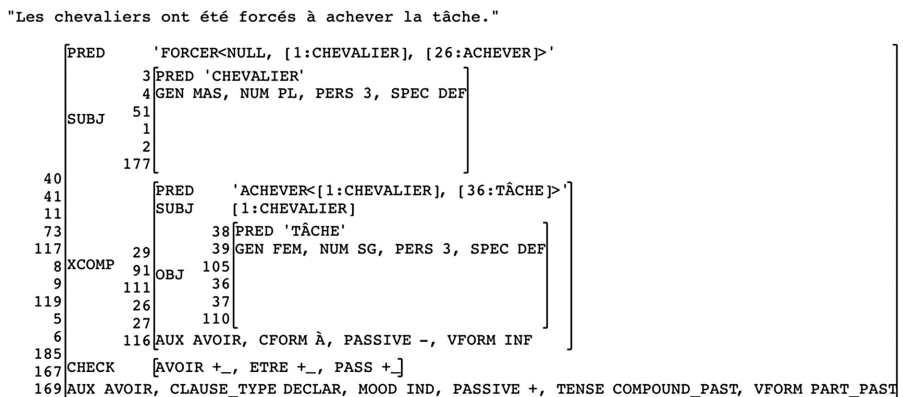 "Les chevaliers ont été forcés à achever la tâche."
PRED 'FORCER<NULL, [1:CHEVALIER], [26:ACHEVER]>'
3 PRED 'CHEVALIER'
4 GEN MAS, NUM PL, PERS 3, SPEC DEF
51
SUBJ
1
2
177
40
PRED 'ACHEVER<[1:CHEVALIER], [36:TÂCHE]>'
41
SUBJ [1:CHEVALIER]
11
73 38 PRED 'TÂCHE'
117 29 39 GEN FEM, NUM SG, PERS 3, SPEC DEF
8 XCOMP 91 OBJ 105
9 111 36
119 26 37
5 27 110
6 116 AUX AVOIR, CFORM À, PASSIVE –, VFORM INF
185
167 CHECK [AVOIR +_, ETRE +_, PASS +_]
169 AUX AVOIR, CLAUSE_TYPE DECLAR, MOOD IND, PASSIVE +, TENSE COMPOUND_PAST, VFORM PART_PAST